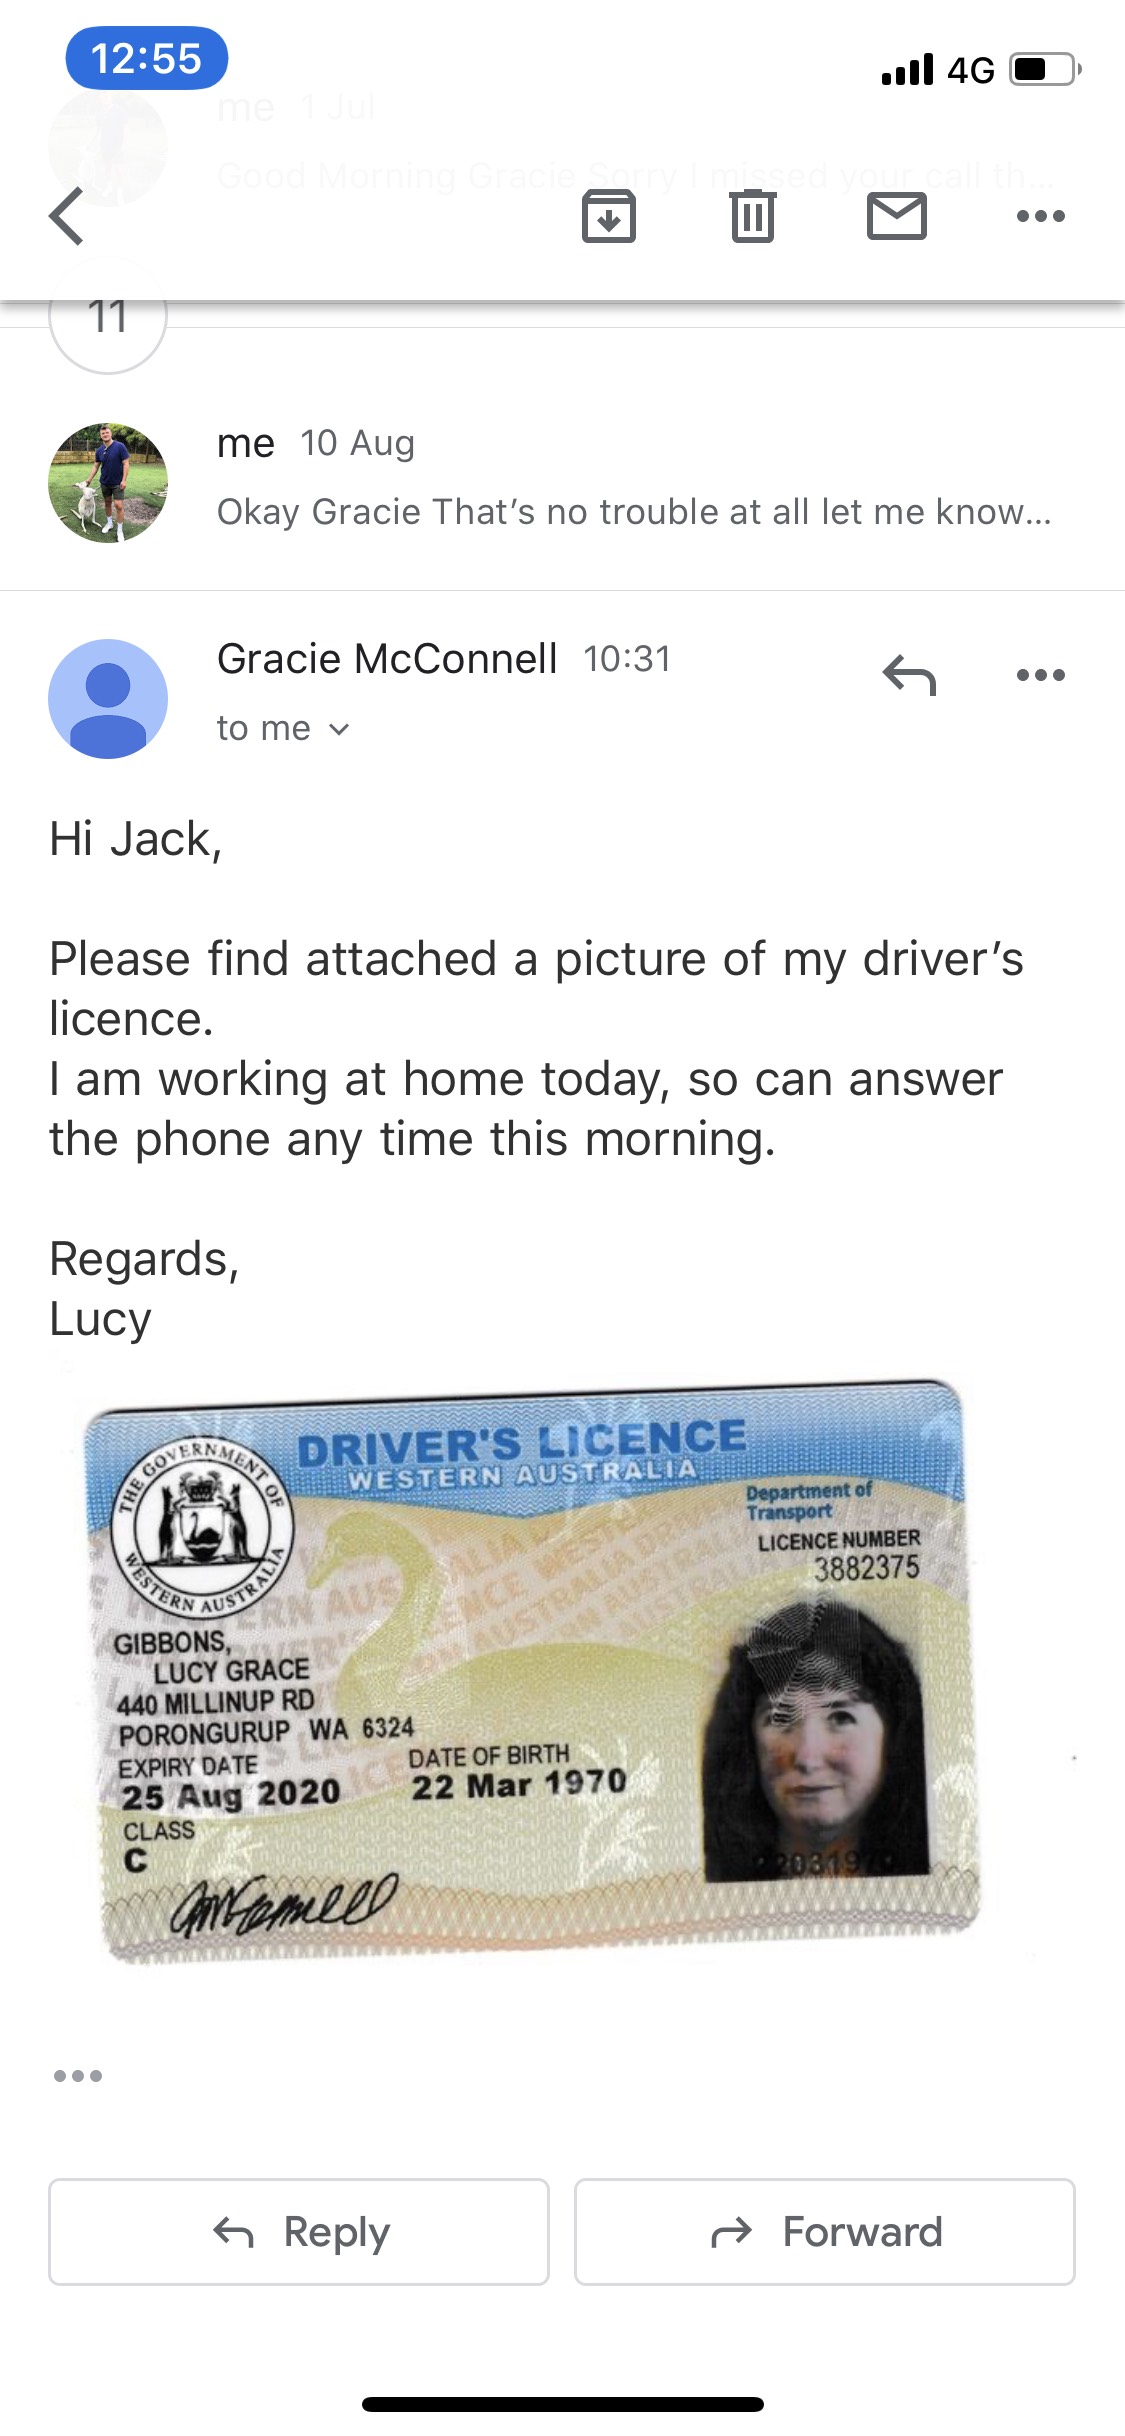 12:55
4G
me 1 Jul
Good Morning Gracie Sorry I missed your call th...
11
me 10 Aug
Okay Gracie That's no trouble at all let me know...
Gracie McConnell 10:31
to me
Hi Jack,
Please find attached a picture of my driver's
licence.
I am working at home today, so can answer
the phone any time this morning.
Regards,
Lucy
DRIVER'S LICENCE
WESTERN AUSTRALIA
THE GOVERNMENT OF
WESTERN AUSTRALIA
Department of
Transport
LICENCE NUMBER
3882375
GIBBONS,
LUCY GRACE
440 MILLINUP RD
PORONGURUP WA 6324
EXPIRY DATE
25 Aug 2020
DATE OF BIRTH
22 Mar 1970
CLASS
C
Reply
Forward